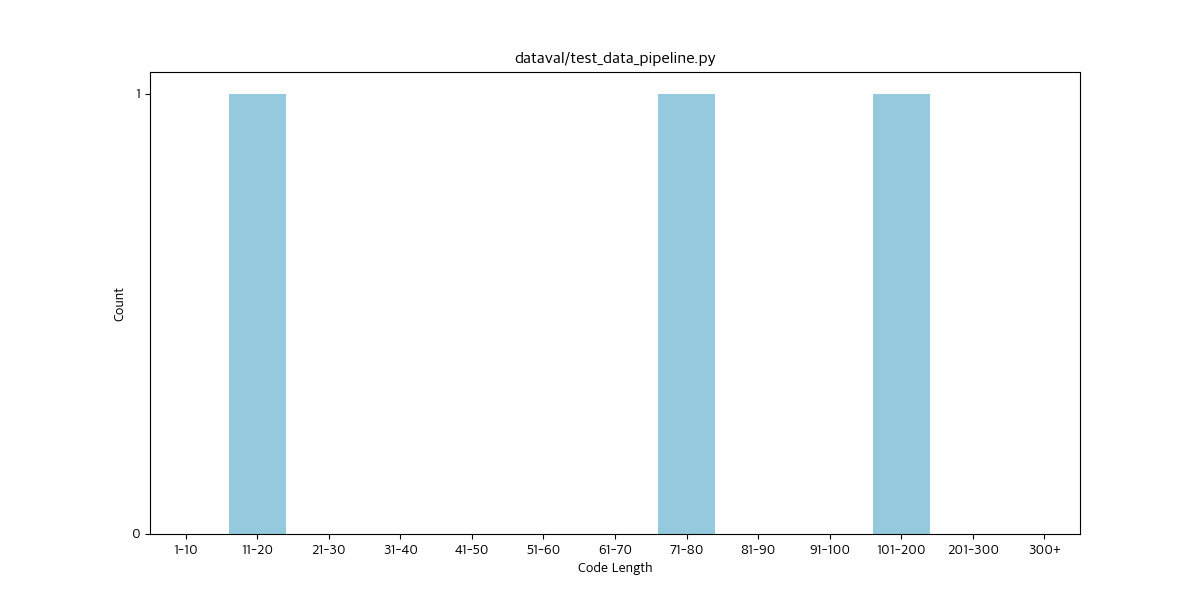 dataval/test_data_pipeline.py
1
Count
0
1-10 11-20 21-30 31-40 41-50 51-60 61-70 71-80 81-90 91-100 101-200 201-300 300+
Code Length